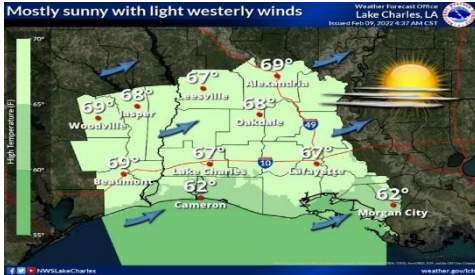 Mostly sunny with light westerly winds
Weather Forecast Office
Lake Charles, LA
Issued Feb 09, 2022 4:37 AM CST
70°
65°
60°
55°
High Temperature (F)
69°
Woodville
68°
Jasper
67°
Leesville
69°
Alexandria
68°
Oakdale
49
69°
Beaumont
67°
Lake Charles
10
67°
Lafayette
62°
Cameron
62°
Morgan City
NWSLakeCharles
weather.gov/lch